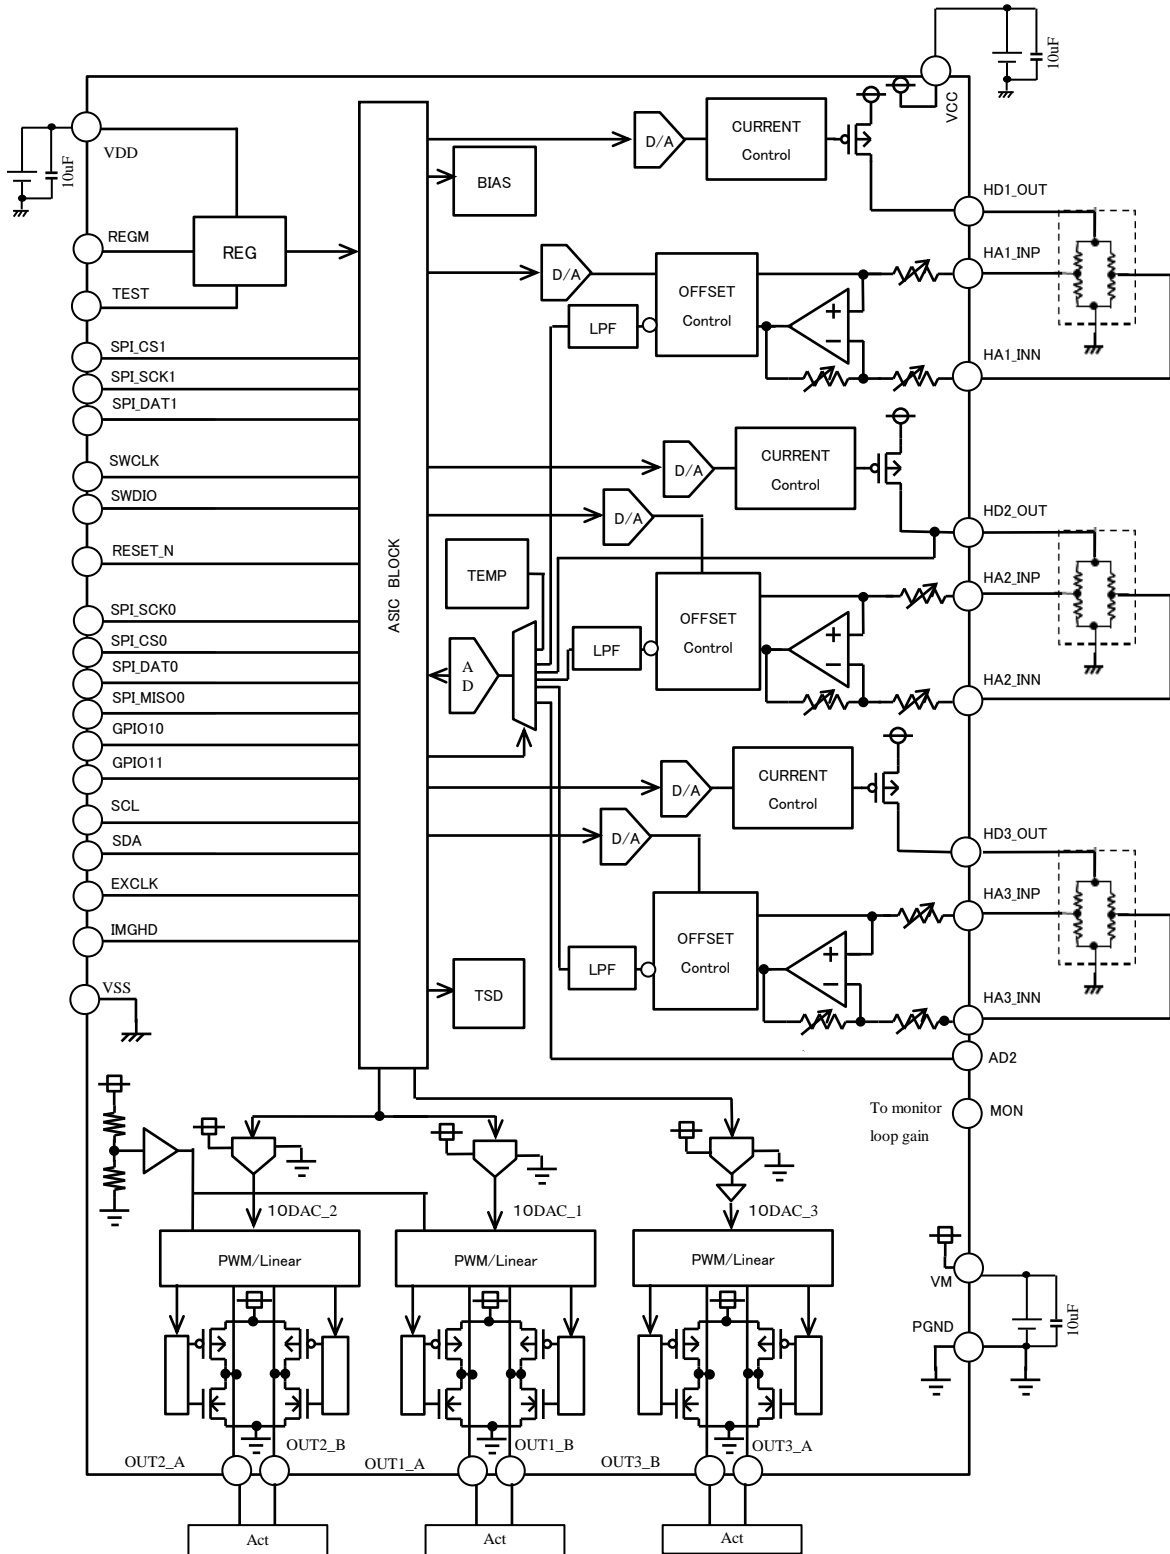 10uF
VCC
VDD
10uF
D/A
CURRENT
Control
BIAS
HD1_OUT
REGM
REG
D/A
OFFSET
Control
HA1_INP
TEST
LPF
+
−
SPI_CS1
HA1_INN
SPI_SCK1
SPI_DAT1
SWCLK
D/A
CURRENT
Control
SWDIO
D/A
HD2_OUT
RESET_N
ASIC BLOCK
TEMP
OFFSET
Control
HA2_INP
SPI_SCK0
+
−
SPI_CS0
LPF
SPI_DAT0
AD
HA2_INN
SPI_MISO0
GPIO10
GPIO11
D/A
CURRENT
Control
SCL
D/A
HD3_OUT
SDA
EXCLK
HA3_INP
IMGHD
OFFSET
Control
+
−
LPF
VSS
TSD
HA3_INN
AD2
To monitor
loop gain
MON
10DAC_2
10DAC_1
10DAC_3
PWM/Linear
PWM/Linear
PWM/Linear
VM
PGND
10uF
OUT2_A
OUT2_B
OUT1_A
OUT1_B
OUT3_B
OUT3_A
Act
Act
Act